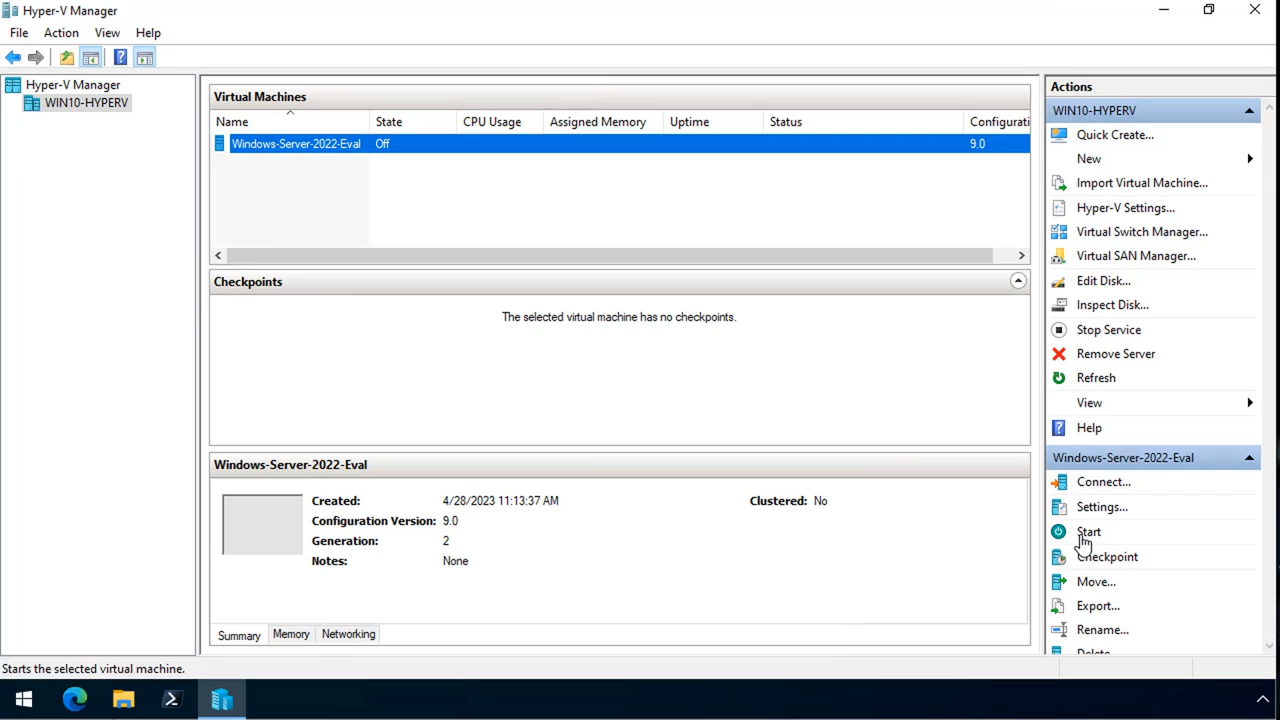 Hyper-V Manager
File Action View Help
Hyper-V Manager
WIN10-HYPERV
Virtual Machines
Name State CPU Usage Assigned Memory Uptime Status Configurati
Windows-Server-2022-Eval Off 9.0
Checkpoints
The selected virtual machine has no checkpoints.
Windows-Server-2022-Eval
Created: 4/28/2023 11:13:37 AM Clustered: No
Configuration Version: 9.0
Generation: 2
Notes: None
Summary Memory Networking
Actions
WIN10-HYPERV
Quick Create...
New
Import Virtual Machine...
Hyper-V Settings...
Virtual Switch Manager...
Virtual SAN Manager...
Edit Disk...
Inspect Disk...
Stop Service
Remove Server
Refresh
View
Help
Windows-Server-2022-Eval
Connect...
Settings...
Start
Checkpoint
Move...
Export...
Rename...
Delete...
Starts the selected virtual machine.